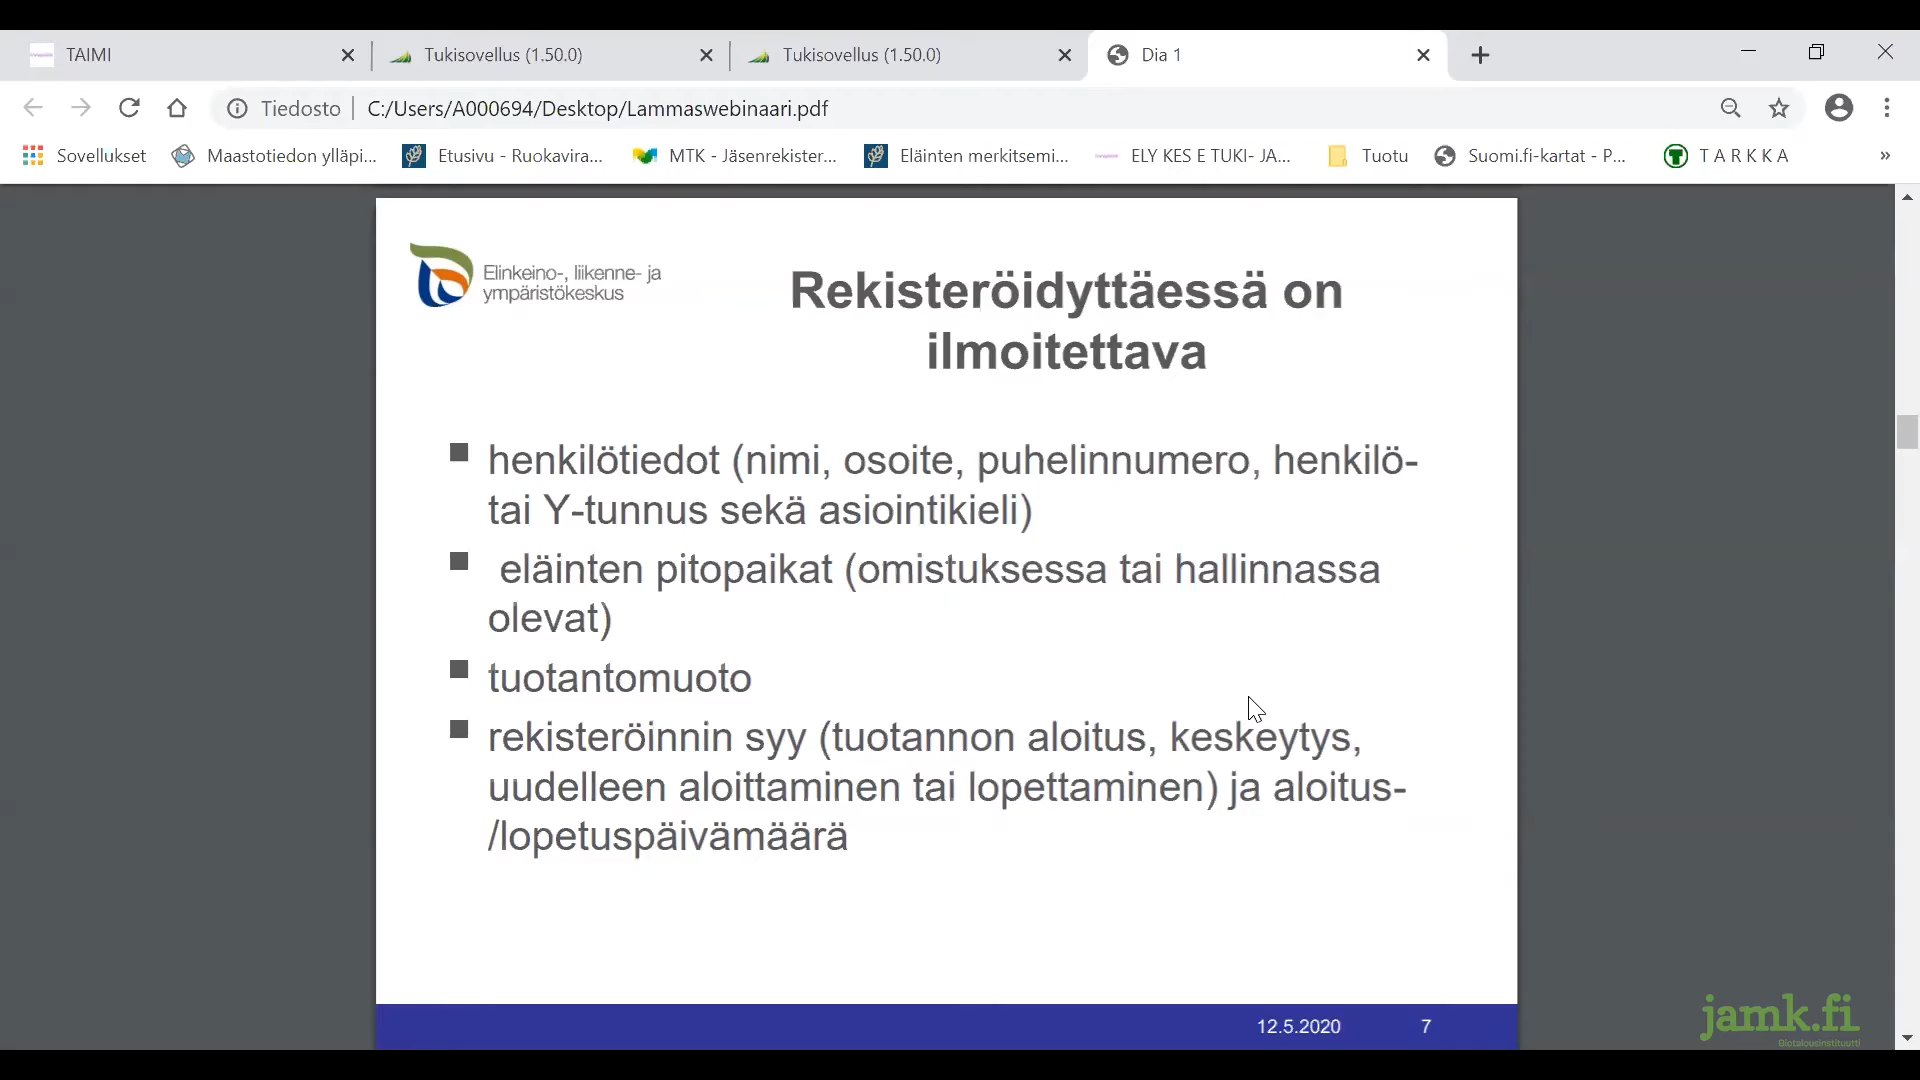 TAIMI
Tukisovellus (1.50.0)
Tukisovellus (1.50.0)
Dia 1
Tiedosto
C:/Users/A000694/Desktop/Lammaswebinaari.pdf
Sovellukset
Maastotiedon ylläpi...
Etusivu - Ruokavira...
MTK - Jäsenrekister...
Eläinten merkitsemi...
ELY KES E TUKI- JA...
Tuotu
Suomi.fi-kartat - P...
T A R K K A
»
Elinkeino-, liikenne- ja
ympäristökeskus
Rekisteröidyttäessä on
ilmoitettava
henkilötiedot (nimi, osoite, puhelinnumero, henkilö-
tai Y-tunnus sekä asiointikieli)
eläinten pitopaikat (omistuksessa tai hallinnassa
olevat)
tuotantomuoto
rekisteröinnin syy (tuotannon aloitus, keskeytys,
uudelleen aloittaminen tai lopettaminen) ja aloitus-
/lopetuspäivämäärä
12.5.2020
7
jamk.fi
Biotalousinstituutti